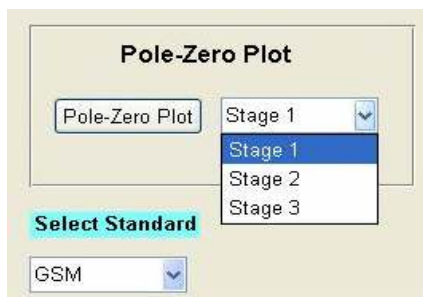 Pole-Zero Plot
Pole-Zero Plot Stage 1
Stage 1
Stage 2
Stage 3
Select Standard
GSM